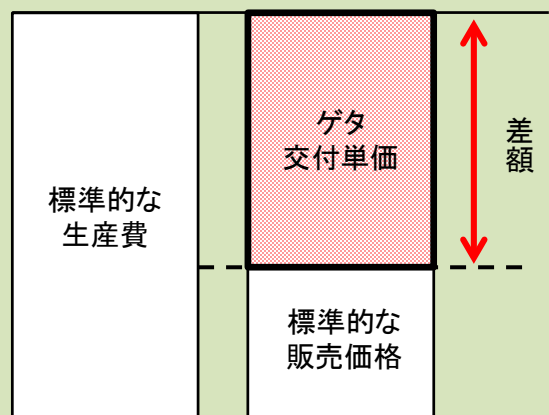 標準的な
生産費
ゲタ
交付単価
差額
標準的な
販売価格